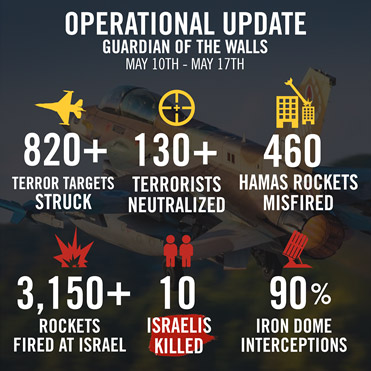 OPERATIONAL UPDATE
GUARDIAN OF THE WALLS
MAY 10TH - MAY 17TH
820+
TERROR TARGETS
STRUCK
130+
TERRORISTS
NEUTRALIZED
460
HAMAS ROCKETS
MISFIRED
3,150+
ROCKETS
FIRED AT ISRAEL
10
ISRAELIS
KILLED
90%
IRON DOME
INTERCEPTIONS